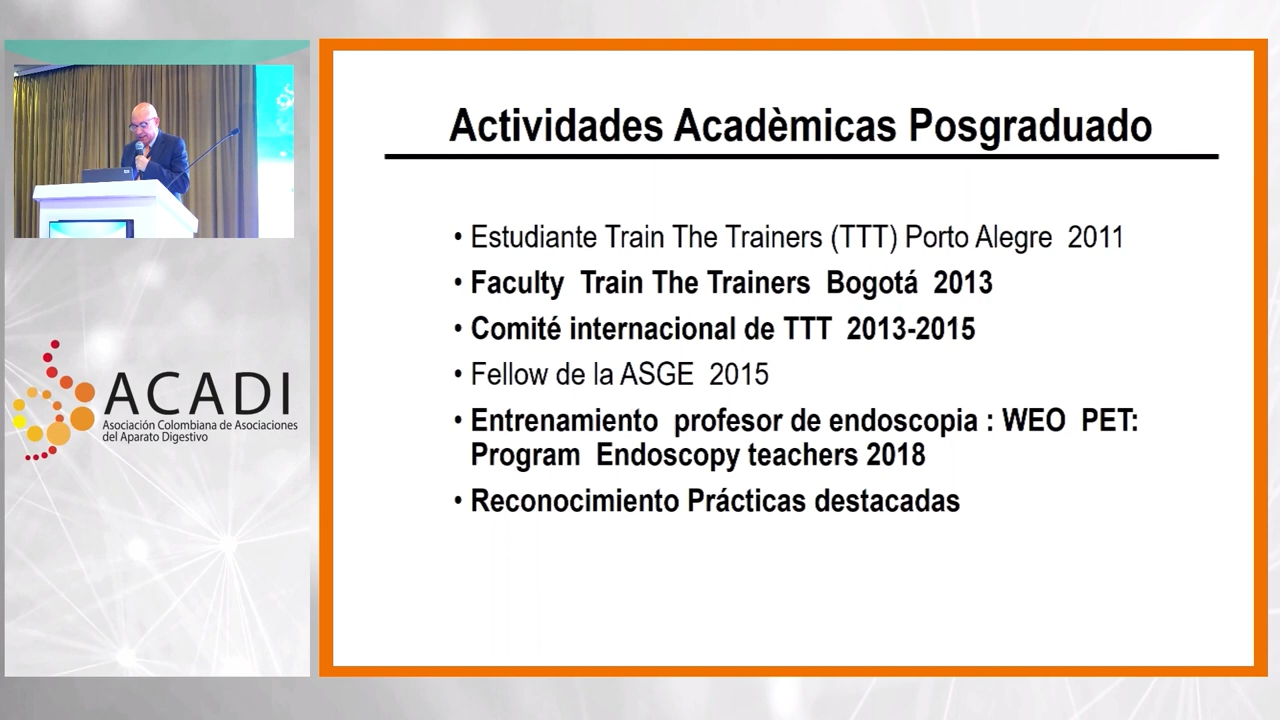 Actividades Acadèmicas Posgraduado
• Estudiante Train The Trainers (TTT) Porto Alegre 2011
• Faculty Train The Trainers Bogotá 2013
• Comité internacional de TTT 2013-2015
• Fellow de la ASGE 2015
• Entrenamiento profesor de endoscopia : WEO PET:
Program Endoscopy teachers 2018
• Reconocimiento Prácticas destacadas
ACADI
Asociación Colombiana de Asociaciones
del Aparato Digestivo